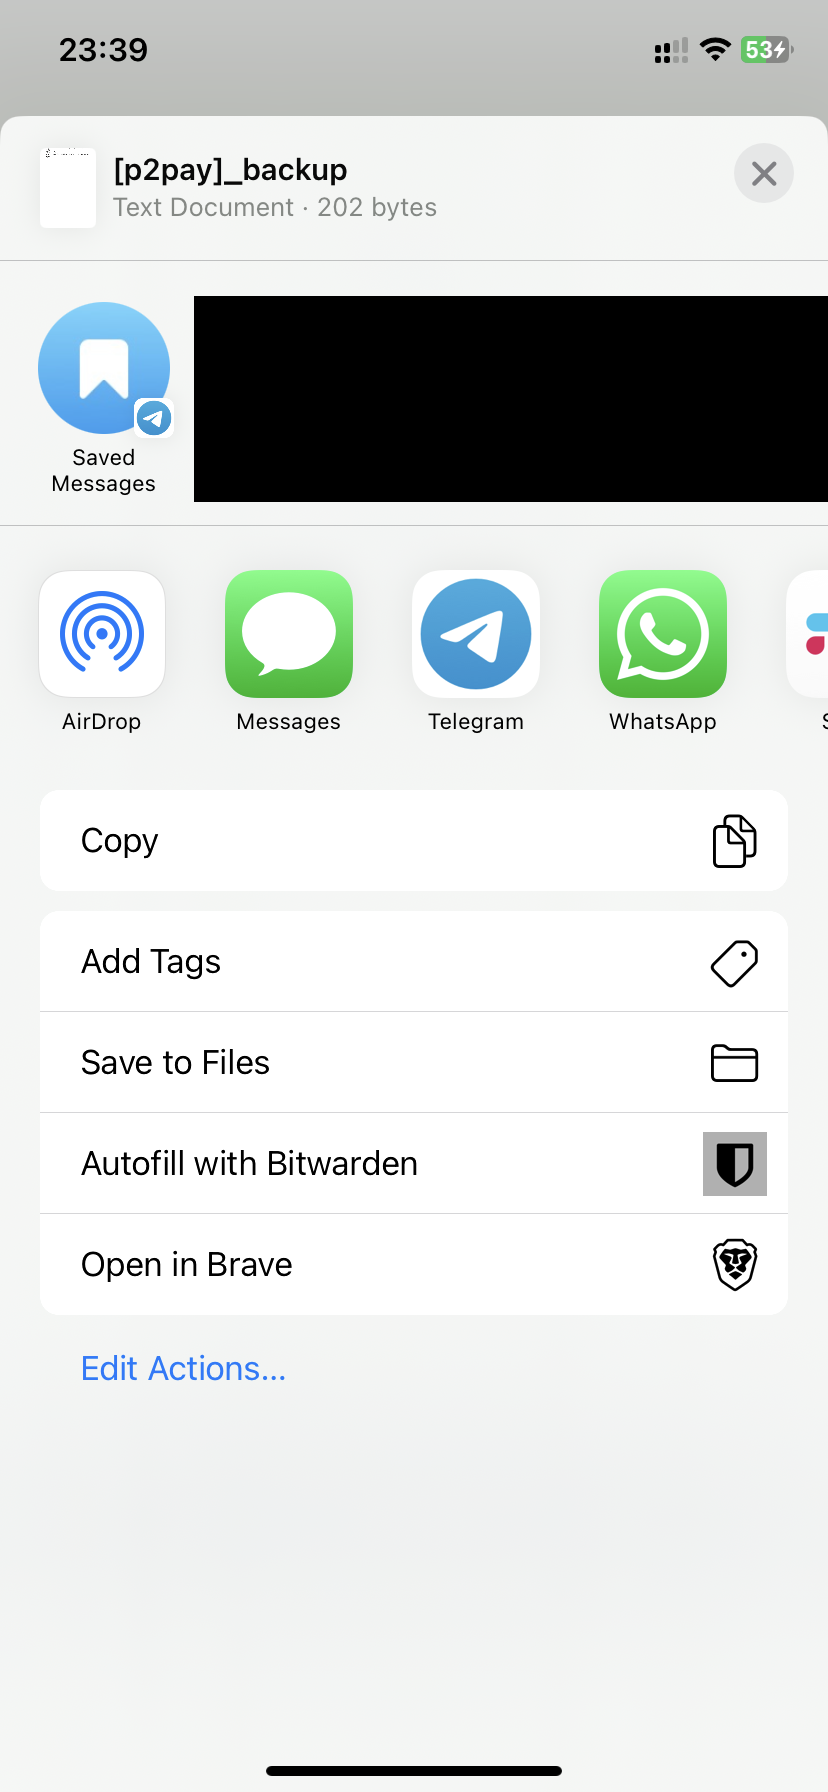 23:39
53
[p2pay]_backup
Text Document · 202 bytes
Saved
Messages
AirDrop
Messages
Telegram
WhatsApp
Copy
Add Tags
Save to Files
Autofill with Bitwarden
Open in Brave
Edit Actions...